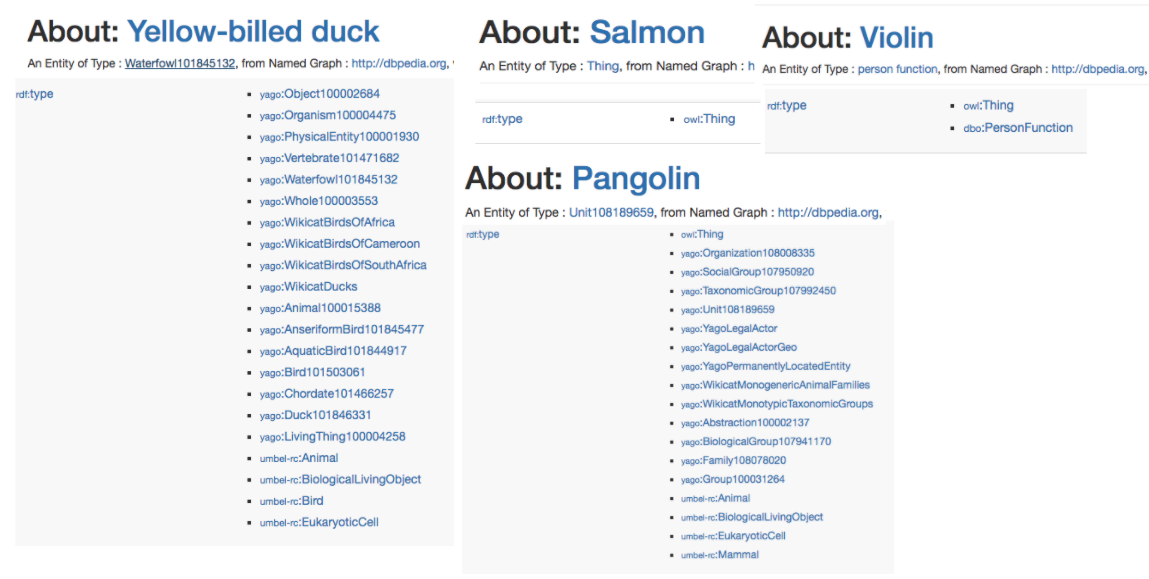 About: Yellow-billed duck
An Entity of Type : Waterfowl101845132, from Named Graph : http://dbpedia.org,
rdf:type
yago:Object100002684
yago:Organism100004475
yago:PhysicalEntity100001930
yago:Vertebrate101471682
yago:Waterfowl101845132
yago:Whole100003553
yago:WikicatBirdsOfAfrica
yago:WikicatBirdsOfCameroon
yago:WikicatBirdsOfSouthAfrica
yago:WikicatDucks
yago:Animal100015388
yago:AnseriformBird101845477
yago:AquaticBird101844917
yago:Bird101503061
yago:Chordate101466257
yago:Duck101846331
yago:LivingThing100004258
umbel-rc:Animal
umbel-rc:BiologicalLivingObject
umbel-rc:Bird
umbel-rc:EukaryoticCell
About: Salmon
An Entity of Type : Thing, from Named Graph : h
rdf:type
owl:Thing
About: Violin
An Entity of Type : person function, from Named Graph : http://dbpedia.org,
rdf:type
owl:Thing
dbo:PersonFunction
About: Pangolin
An Entity of Type : Unit108189659, from Named Graph : http://dbpedia.org,
rdf:type
owl:Thing
yago:Organization108008335
yago:SocialGroup107950920
yago:TaxonomicGroup107992450
yago:Unit108189659
yago:YagoLegalActor
yago:YagoLegalActorGeo
yago:YagoPermanentlyLocatedEntity
yago:WikicatMonogenericAnimalFamilies
yago:WikicatMonotypicTaxonomicGroups
yago:Abstraction100002137
yago:BiologicalGroup107941170
yago:Family108078020
yago:Group100031264
umbel-rc:Animal
umbel-rc:BiologicalLivingObject
umbel-rc:EukaryoticCell
umbel-rc:Mammal